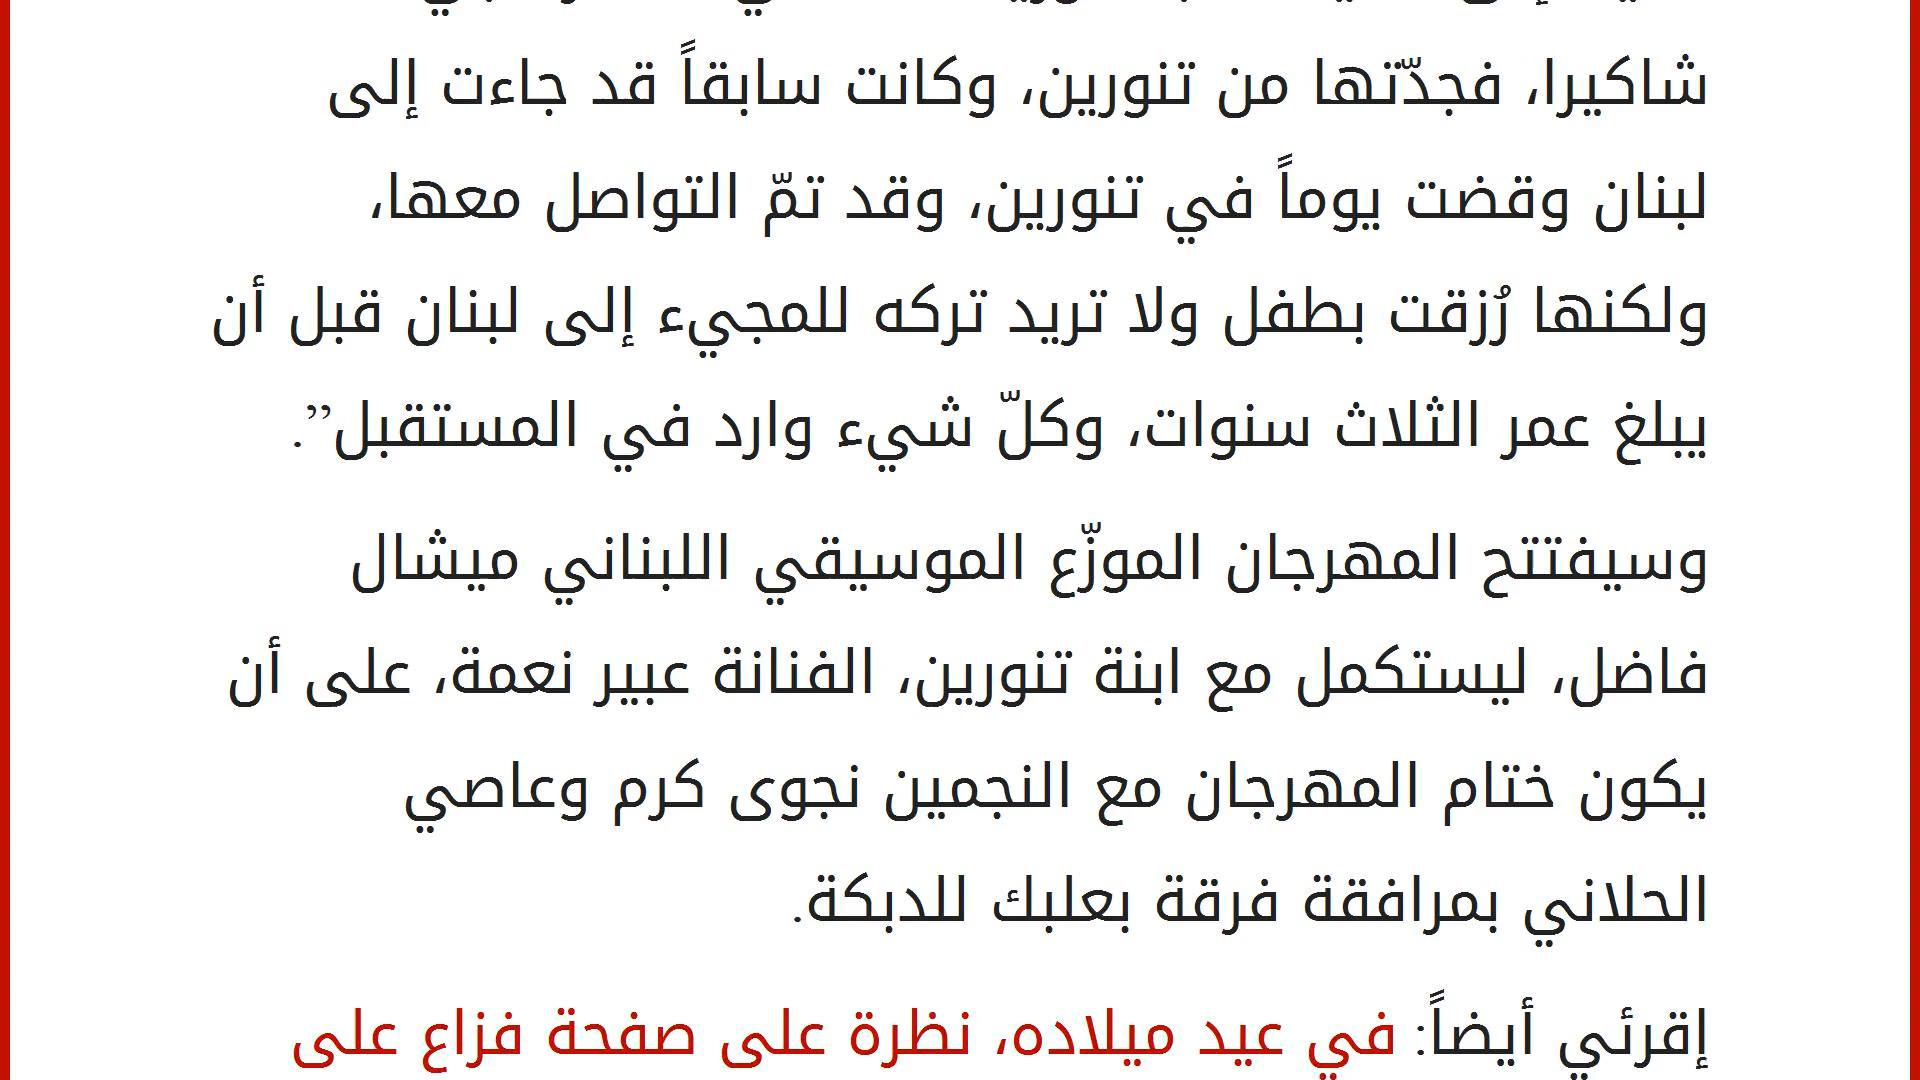 شاكيرا، فجدّتها من تنورين، وكانت سابقاً قد جاءت إلى
لبنان وقضت يوماً في تنورين، وقد تمّ التواصل معها،
ولكنها رُزقت بطفل ولا تريد تركه للمجيء إلى لبنان قبل أن
يبلغ عمر الثلاث سنوات، وكلّ شيء وارد في المستقبل”.
وسيفتتح المهرجان الموزّع الموسيقي اللبناني ميشال
فاضل، ليستكمل مع ابنة تنورين، الفنانة عبير نعمة، على أن
يكون ختام المهرجان مع النجمين نجوى كرم وعاصي
الحلاني بمرافقة فرقة بعلبك للدبكة.
إقرئي أيضاً: في عيد ميلاده، نظرة على صفحة فزاع على